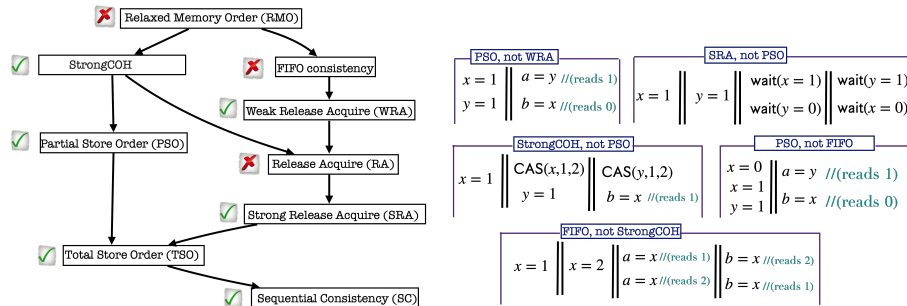 Relaxed Memory Order (RMO)
StrongCOH
FIFO consistency
Weak Release Acquire (WRA)
Partial Store Order (PSO)
Release Acquire (RA)
Strong Release Acquire (SRA)
Total Store Order (TSO)
Sequential Consistency (SC)
PSO, not WRA
x = 1 a = y //(reads 1)
y = 1 b = x //(reads 0)
SRA, not PSO
x = 1 y = 1 wait(x = 1) wait(y = 1)
wait(y = 0) wait(x = 0)
StrongCOH, not PSO
x = 1 CAS(x,1,2) CAS(y,1,2)
y = 1 b = x //(reads 1)
PSO, not FIFO
x = 0
x = 1 a = y //(reads 1)
y = 1 b = x //(reads 0)
FIFO, not StrongCOH
x = 1 x = 2 a = x //(reads 1) b = x //(reads 2)
a = x //(reads 2) b = x //(reads 1)